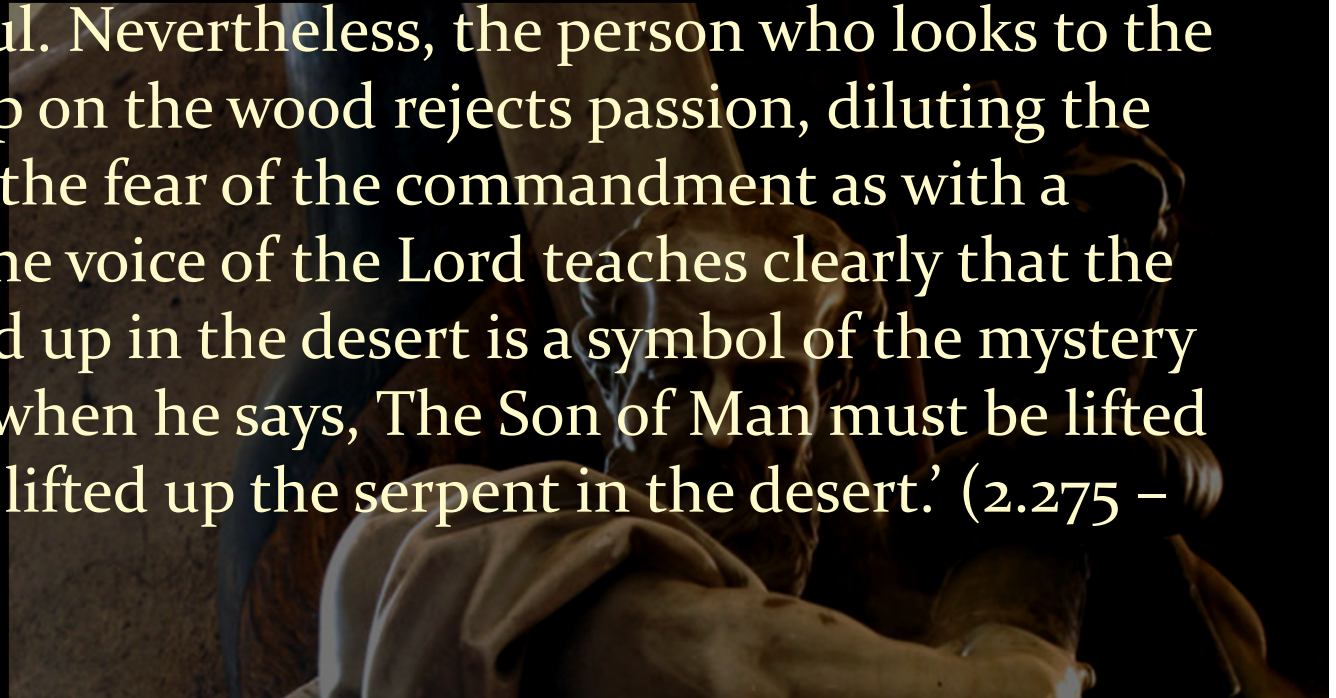 ul. Nevertheless, the person who looks to the
on the wood rejects passion, diluting the
the fear of the commandment as with a
voice of the Lord teaches clearly that the
up in the desert is a symbol of the mystery
when he says, The Son of Man must be lifted
lifted up the serpent in the desert.’ (2.275 –